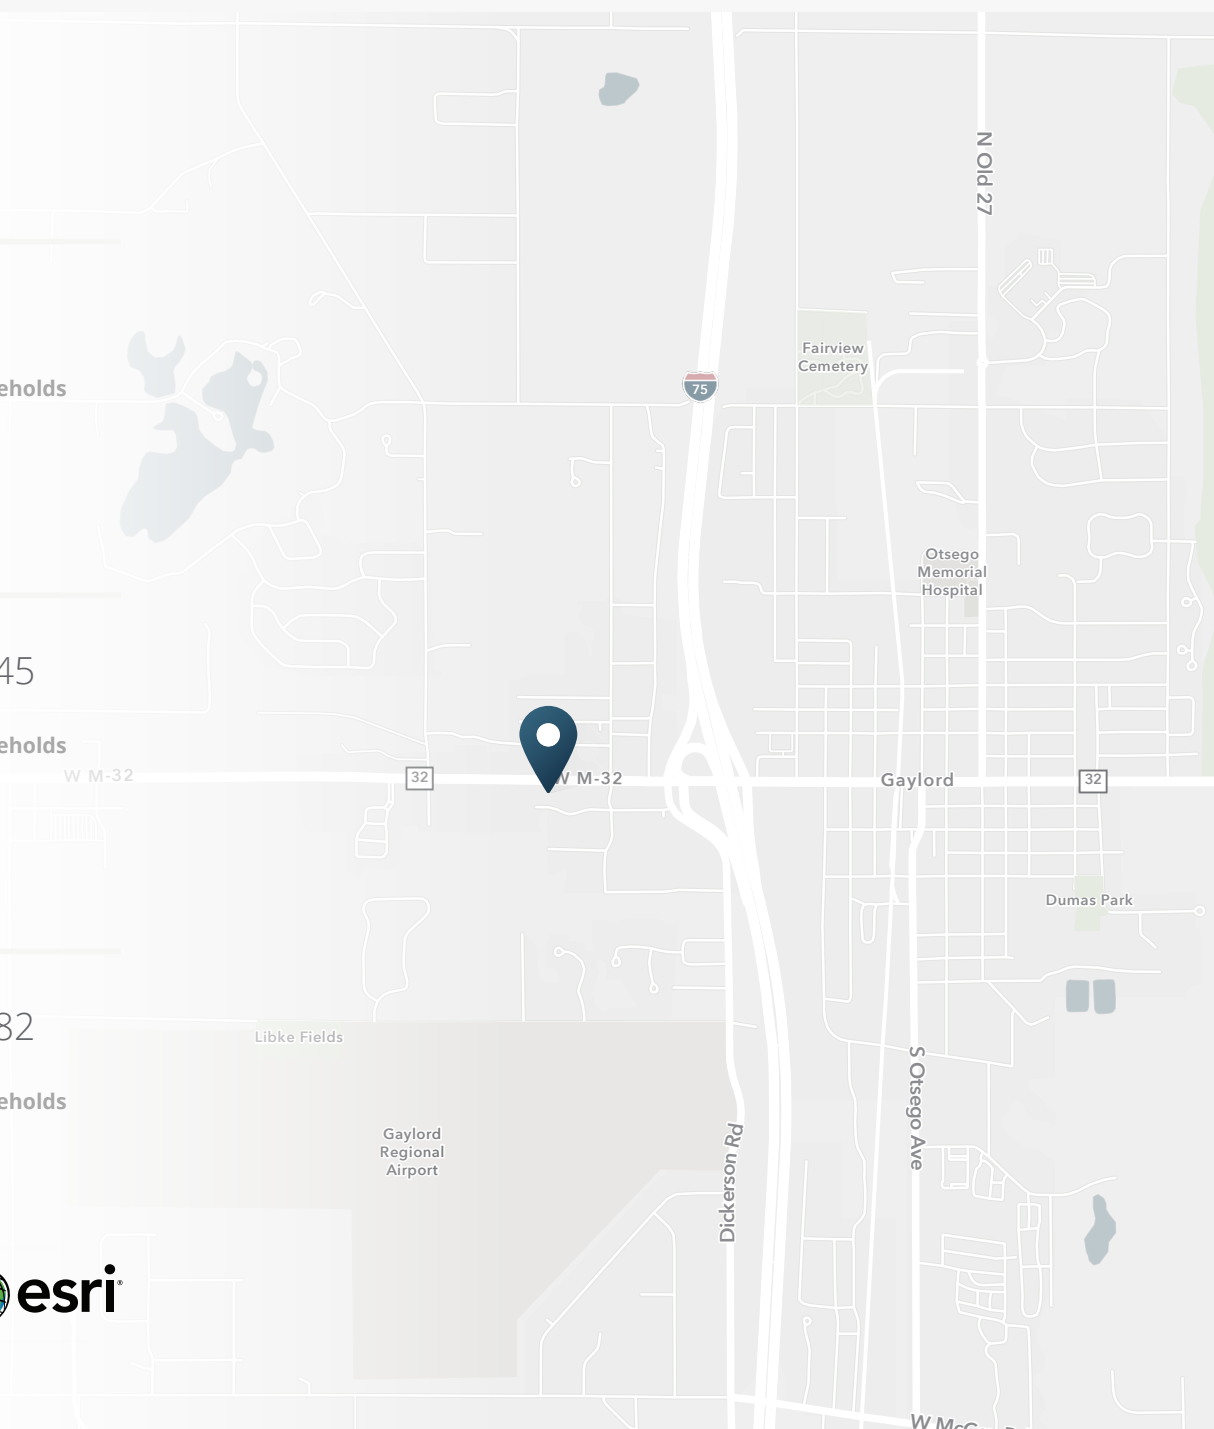 N Old 27
Fairview
Cemetery
75
eholds
Otsego
Memorial
Hospital
45
eholds
W M-32
32
W M-32
Gaylord
32
Dumas Park
82
Libke Fields
eholds
Gaylord
Regional
Airport
S Otsego Ave
Dickerson Rd
esri